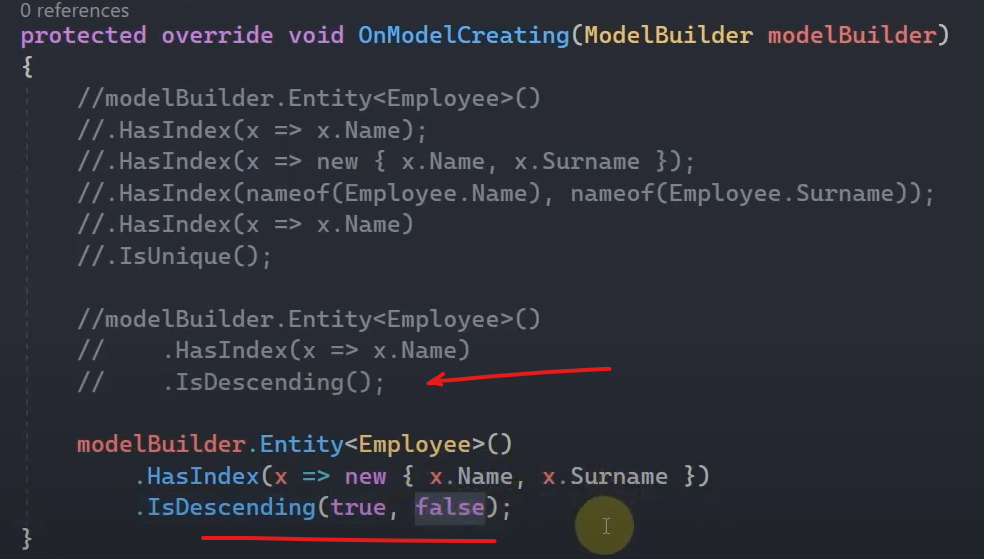 0 references
protected override void OnModelCreating(ModelBuilder modelBuilder)
{
//modelBuilder.Entity<Employee>()
//.HasIndex(x => x.Name);
//.HasIndex(x => new { x.Name, x.Surname });
//.HasIndex(nameof(Employee.Name), nameof(Employee.Surname));
//.HasIndex(x => x.Name)
//.IsUnique();
//modelBuilder.Entity<Employee>()
//    .HasIndex(x => x.Name)
//    .IsDescending();
modelBuilder.Entity<Employee>()
.HasIndex(x => new { x.Name, x.Surname })
.IsDescending(true, false);
}